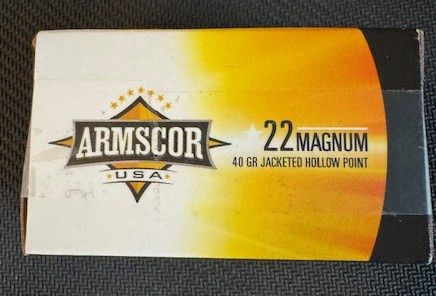 ARMSCOR
USA
22 MAGNUM
40 GR JACKETED HOLLOW POINT